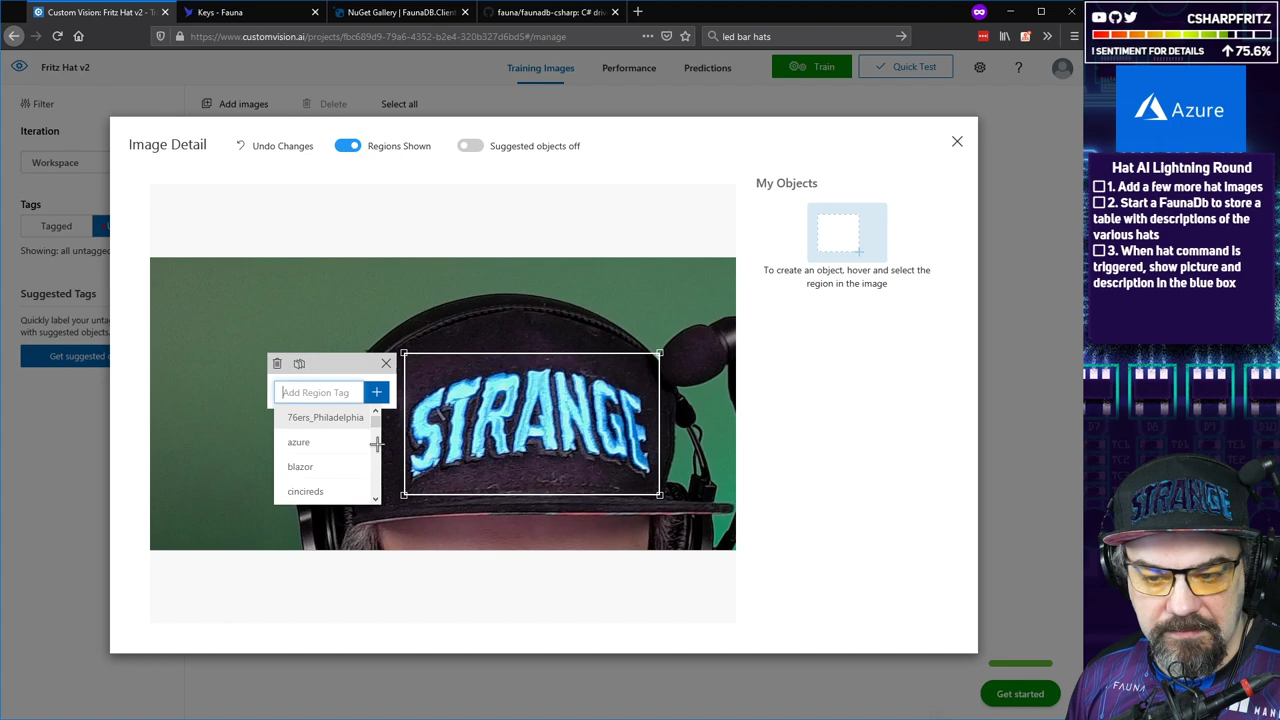 Custom Vision: Fritz Hat v2 - Tr
Keys - Fauna
NuGet Gallery | FaunaDB.Client
fauna/faunadb-csharp: C# driv
https://www.customvision.ai/projects/fbc689d9-79a6-4352-b2e4-320b327d6bd5#/manage
led bar hats
Fritz Hat v2
Training Images
Performance
Predictions
Train
Quick Test
Filter
Add images
Delete
Select all
Iteration
Workspace
Tags
Tagged
Showing: all untagged
Suggested Tags
Quickly label your untag
with suggested objects.
Get suggested o
Image Detail
Undo Changes
Regions Shown
Suggested objects off
My Objects
To create an object, hover and select the
region in the image
Add Region Tag
76ers_Philadelphia
azure
blazor
cincireds
STRANGE
Get started
CSHARPFRITZ
! SENTIMENT FOR DETAILS
75.6%
Azure
Hat AI Lightning Round
1. Add a few more hat images
2. Start a FaunaDb to store a
table with descriptions of the
various hats
3. When hat command is
triggered, show picture and
description in the blue box
STRANGE
FAUNA